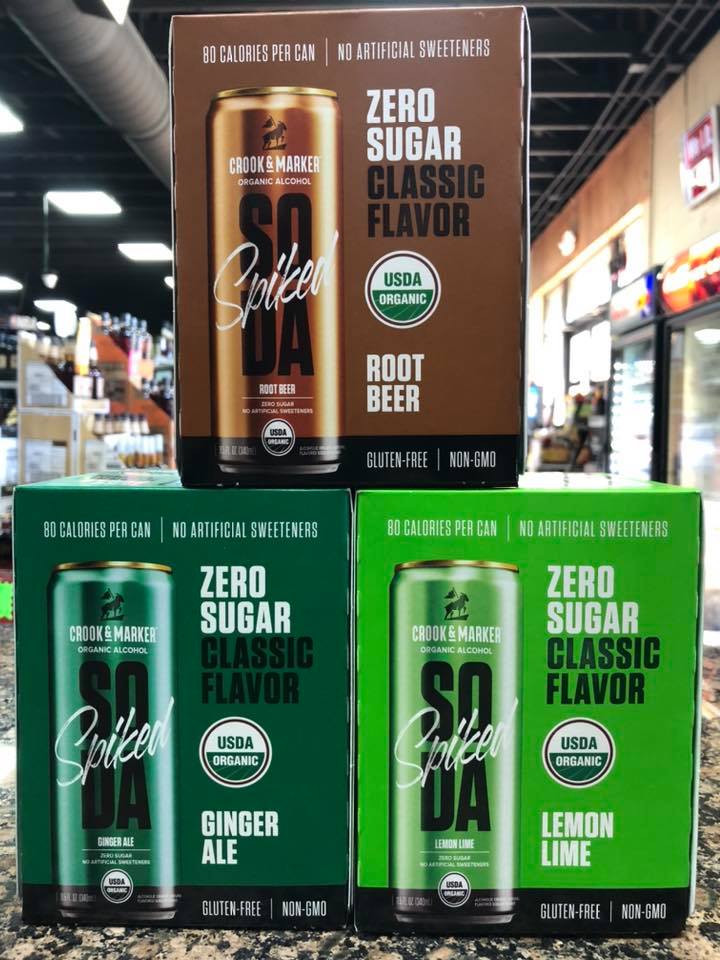 80 CALORIES PER CAN | NO ARTIFICIAL SWEETENERS
CROOK & MARKER
ORGANIC ALCOHOL
SO
Spiked
DA
ROOT BEER
ZERO SUGAR
NO ARTIFICIAL SWEETENERS
USDA
ORGANIC
ZERO
SUGAR
CLASSIC
FLAVOR
USDA
ORGANIC
ROOT
BEER
GLUTEN-FREE | NON-GMO
80 CALORIES PER CAN | NO ARTIFICIAL SWEETENERS
CROOK & MARKER
ORGANIC ALCOHOL
SO
Spiked
DA
GINGER ALE
ZERO SUGAR
NO ARTIFICIAL SWEETENERS
USDA
ORGANIC
ZERO
SUGAR
CLASSIC
FLAVOR
USDA
ORGANIC
GINGER
ALE
GLUTEN-FREE | NON-GMO
80 CALORIES PER CAN | NO ARTIFICIAL SWEETENERS
CROOK & MARKER
ORGANIC ALCOHOL
SO
Spiked
DA
LEMON LIME
ZERO SUGAR
NO ARTIFICIAL SWEETENERS
USDA
ORGANIC
ZERO
SUGAR
CLASSIC
FLAVOR
USDA
ORGANIC
LEMON
LIME
GLUTEN-FREE | NON-GMO